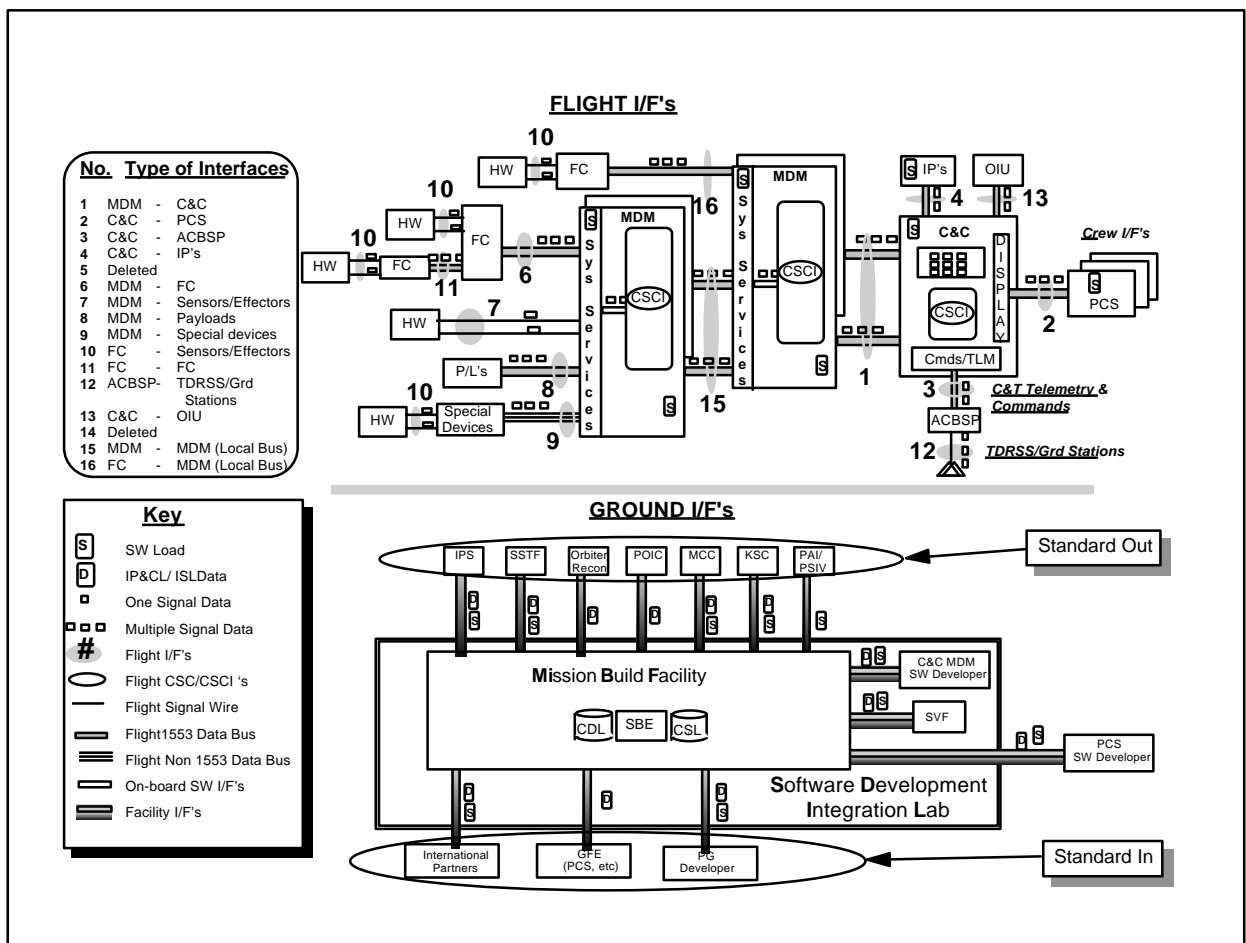 FLIGHT I/F's
No. Type of Interfaces
1 MDM - C&C
2 C&C - PCS
3 C&C - ACBSP
4 C&C - IP's
5 Deleted
6 MDM - FC
7 MDM - Sensors/Effectors
8 MDM - Payloads
9 MDM - Special devices
10 FC - Sensors/Effectors
11 FC - FC
12 ACBSP- TDRSS/Grd
Stations
13 C&C - OIU
14 Deleted
15 MDM - MDM (Local Bus)
16 FC - MDM (Local Bus)
10
HW
FC
16
10
HW
FC
10
HW
FC
11
6
7
HW
P/L's
8
10
HW
Special
Devices
9
S
MDM
Sys Services
CSCI
S
15
S
MDM
Sys Services
CSCI
S
1
S
IP's
OIU
4
13
S
C&C
DISPLAY
CSCI
Cmds/TLM
Crew I/F's
S
PCS
2
3
C&T Telemetry &
Commands
ACBSP
12
TDRSS/Grd Stations
Key
S
SW Load
D
IP&CL/ ISLData
One Signal Data
Multiple Signal Data
#
Flight I/F's
Flight CSC/CSCI 's
Flight Signal Wire
Flight1553 Data Bus
Flight Non 1553 Data Bus
On-board SW I/F's
Facility I/F's
GROUND I/F's
IPS
SSTF
Orbiter
Recon
POIC
MCC
KSC
PAI/
PSIV
Standard Out
D
S
D
S
D
D
D
S
D
S
S
Mission Build Facility
CDL
SBE
CSL
D S
C&C MDM
SW Developer
D S
SVF
D S
PCS
SW Developer
Software Development
Integration Lab
D
S
D
D
S
International
Partners
GFE
(PCS, etc)
PG
Developer
Standard In